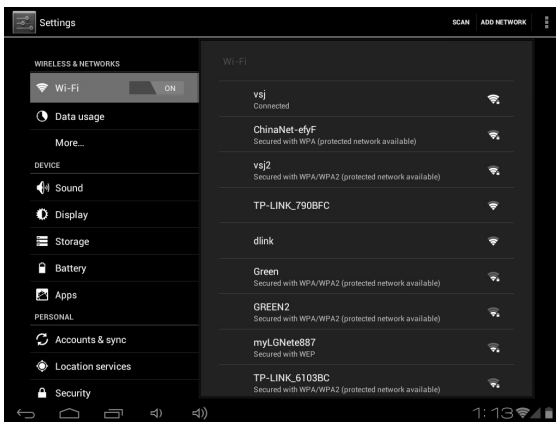 Settings
SCAN ADD NETWORK
WIRELESS & NETWORKS
Wi-Fi ON
Data usage
More...
DEVICE
Sound
Display
Storage
Battery
Apps
PERSONAL
Accounts & sync
Location services
Security
Wi-Fi
vsj
Connected
ChinaNet-efyF
Secured with WPA (protected network available)
vsj2
Secured with WPA/WPA2 (protected network available)
TP-LINK_790BFC
dlink
Green
Secured with WPA/WPA2 (protected network available)
GREEN2
Secured with WPA/WPA2 (protected network available)
myLGNete887
Secured with WEP
TP-LINK_6103BC
Secured with WPA/WPA2 (protected network available)
1:13